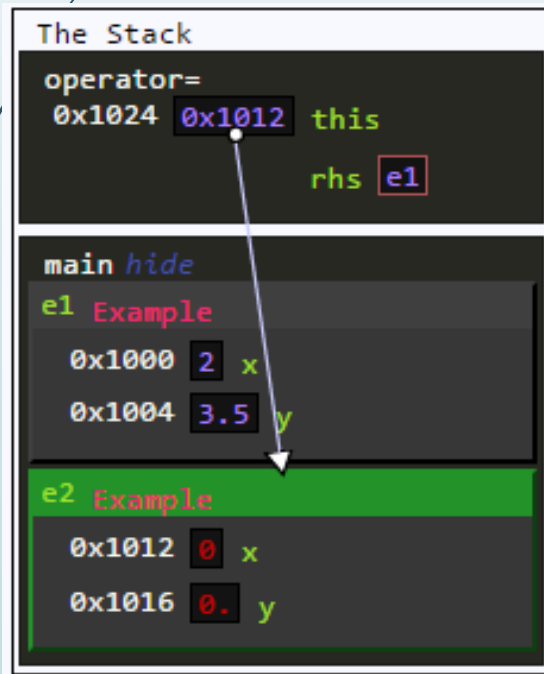 The Stack
operator=
0x1024 0x1012 this
rhs e1
main hide
e1 Example
0x1000 2 x
0x1004 3.5 y
e2 Example
0x1012 0 x
0x1016 0. y